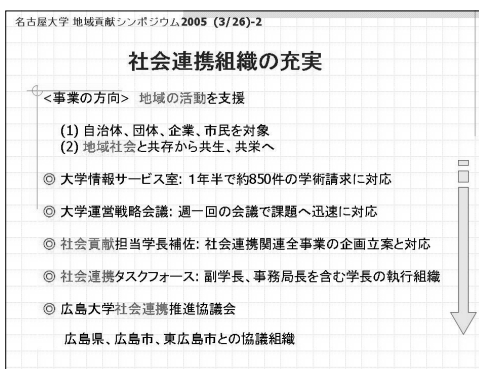 名古屋大学 地域貢献シンポジウム2005 (3/26)-2
社会連携組織の充実
<事業の方向> 地域の活動を支援
(1) 自治体、団体、企業、市民を対象
(2) 地域社会と共存から共生、共栄へ
◎ 大学情報サービス室: 1年半で約850件の学術請求に対応
◎ 大学運営戦略会議: 週一回の会議で課題へ迅速に対応
◎ 社会貢献担当学長補佐: 社会連携関連全事業の企画立案と対応
◎ 社会連携タスクフォース: 副学長、事務局長を含む学長の執行組織
◎ 広島大学社会連携推進協議会
広島県、広島市、東広島市との協議組織